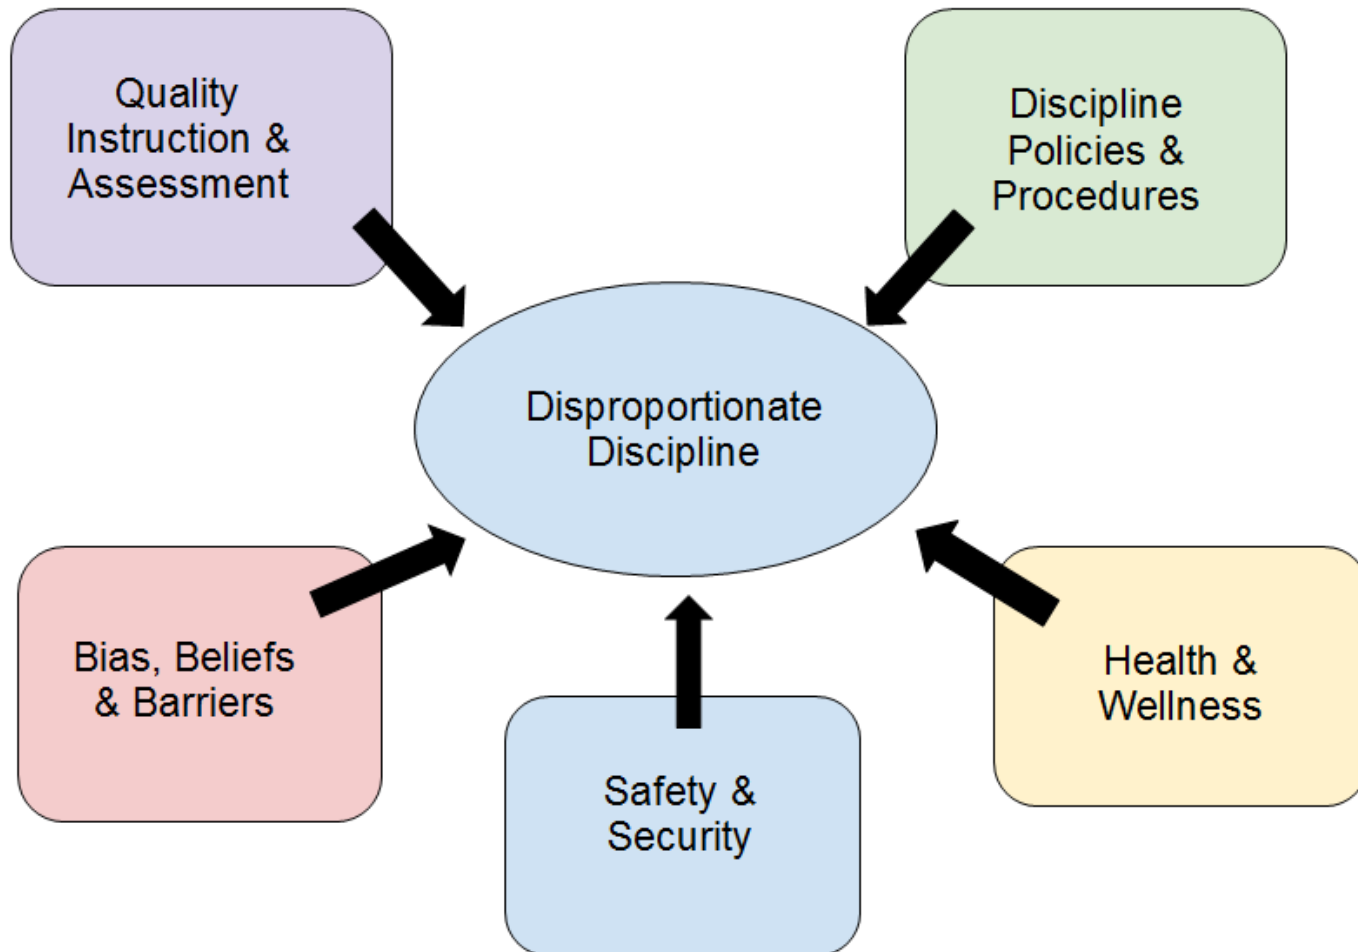 Quality
Instruction &
Assessment
Discipline
Policies &
Procedures
Disproportionate
Discipline
Bias, Beliefs
& Barriers
Safety &
Security
Health &
Wellness